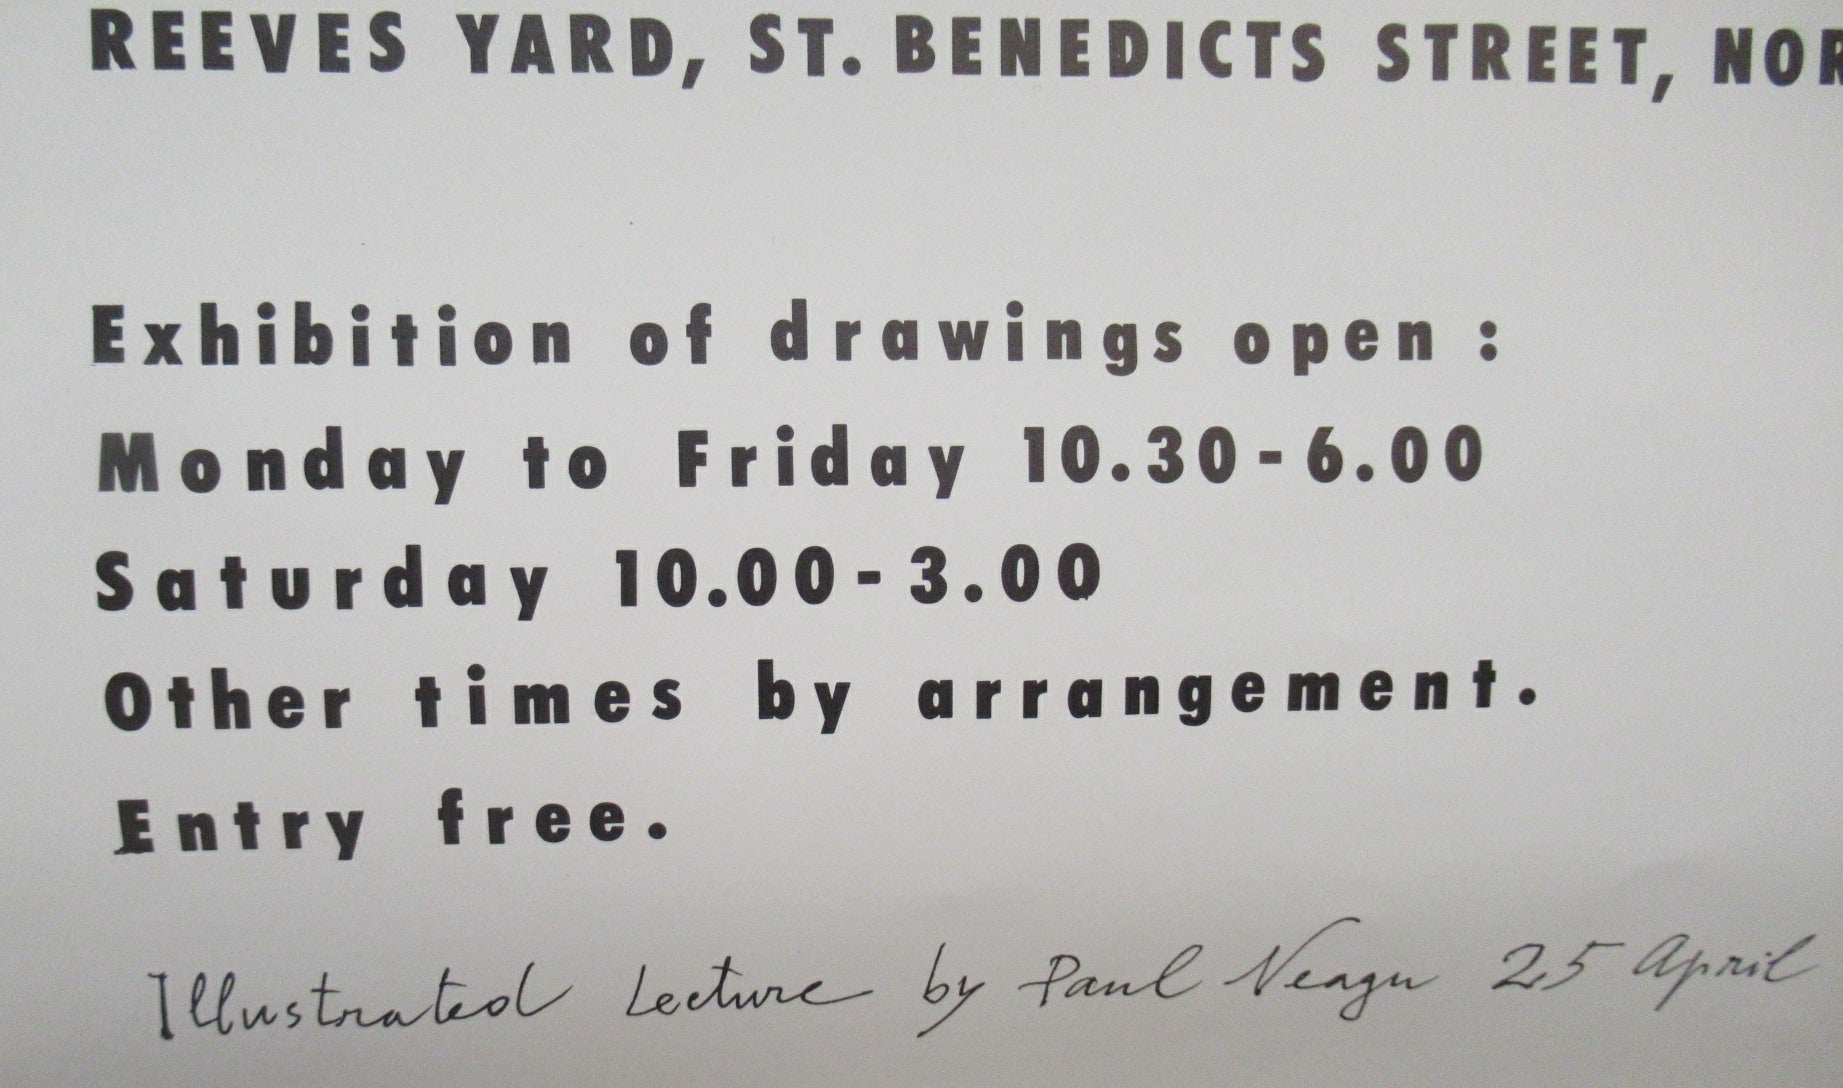 REEVES YARD, ST. BENEDICTS STREET, NOR
Exhibition of drawings open :
Monday to Friday 10.30-6.00
Saturday 10.00-3.00
Other times by arrangement.
Entry free.
Illustrated Lecture by Paul Neagu 25 April